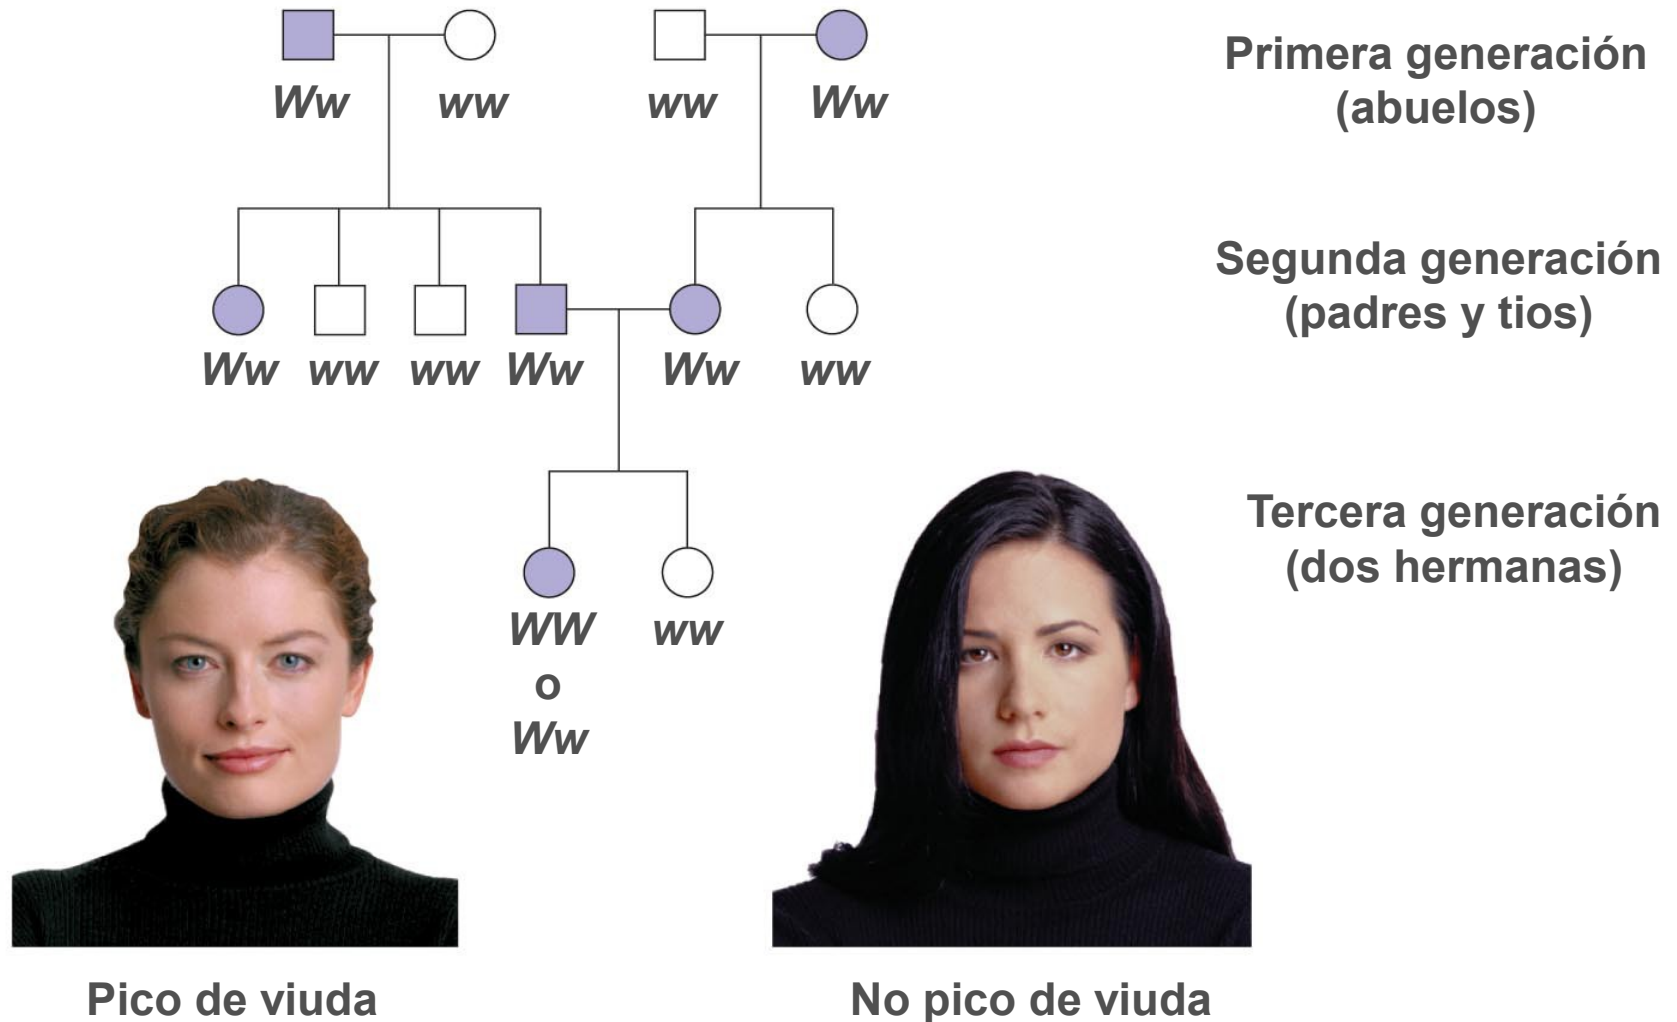 Ww ww ww Ww
Primera generación
(abuelos)
Segunda generación
(padres y tios)
Ww ww ww Ww Ww ww
Tercera generación
(dos hermanas)
WW ww
o
Ww
Pico de viuda
No pico de viuda